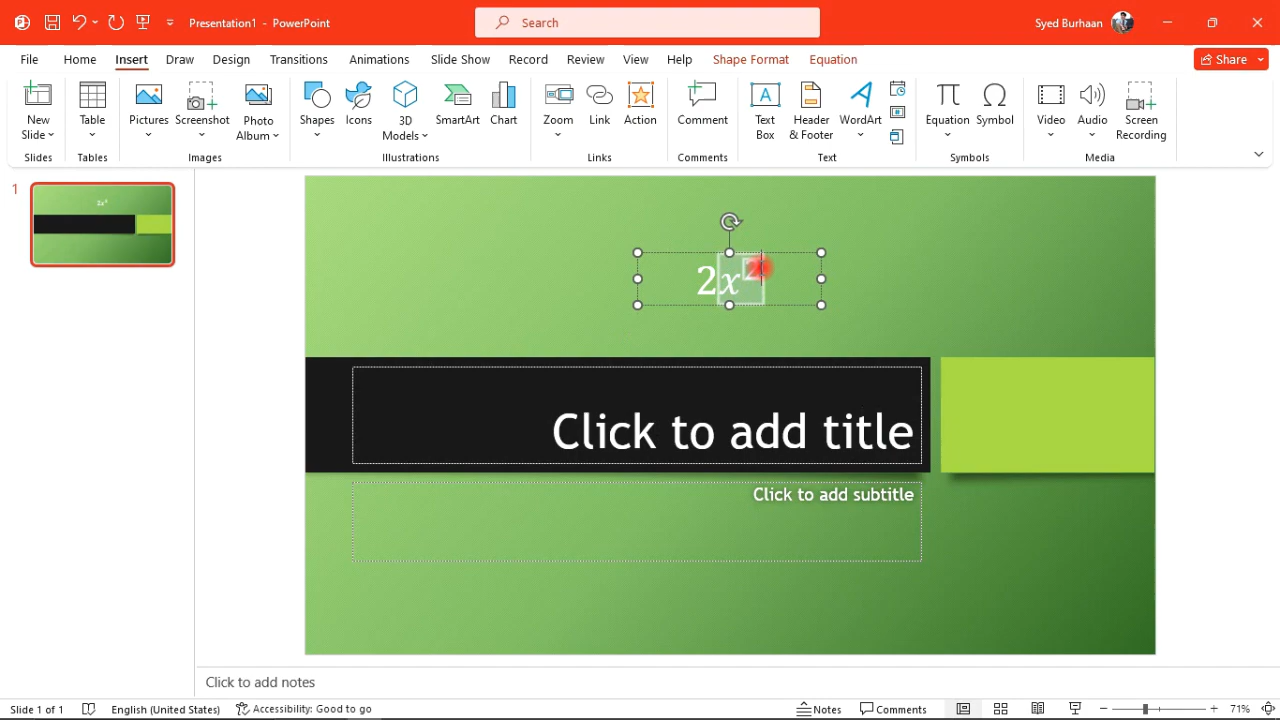 Presentation1 - PowerPoint
Search
Syed Burhaan
File Home Insert Draw Design Transitions Animations Slide Show Record Review View Help Shape Format Equation
Share
New Slide
Table
Pictures
Screenshot
Photo Album
Shapes
Icons
3D Models
SmartArt
Chart
Zoom
Link
Action
Comment
Text Box
Header & Footer
WordArt
Equation
Symbol
Video
Audio
Screen Recording
Slides Tables Images Illustrations Links Comments Text Symbols Media
1
2x²
2x²
Click to add title
Click to add subtitle
Click to add notes
Slide 1 of 1 English (United States) Accessibility: Good to go Notes Comments 71%